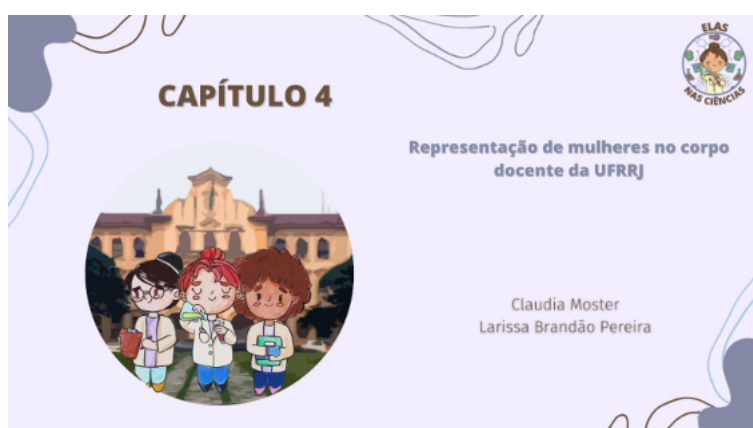 ELAS
NAS CIÊNCIAS
CAPÍTULO 4
Representação de mulheres no corpo
docente da UFRRJ
Claudia Moster
Larissa Brandão Pereira